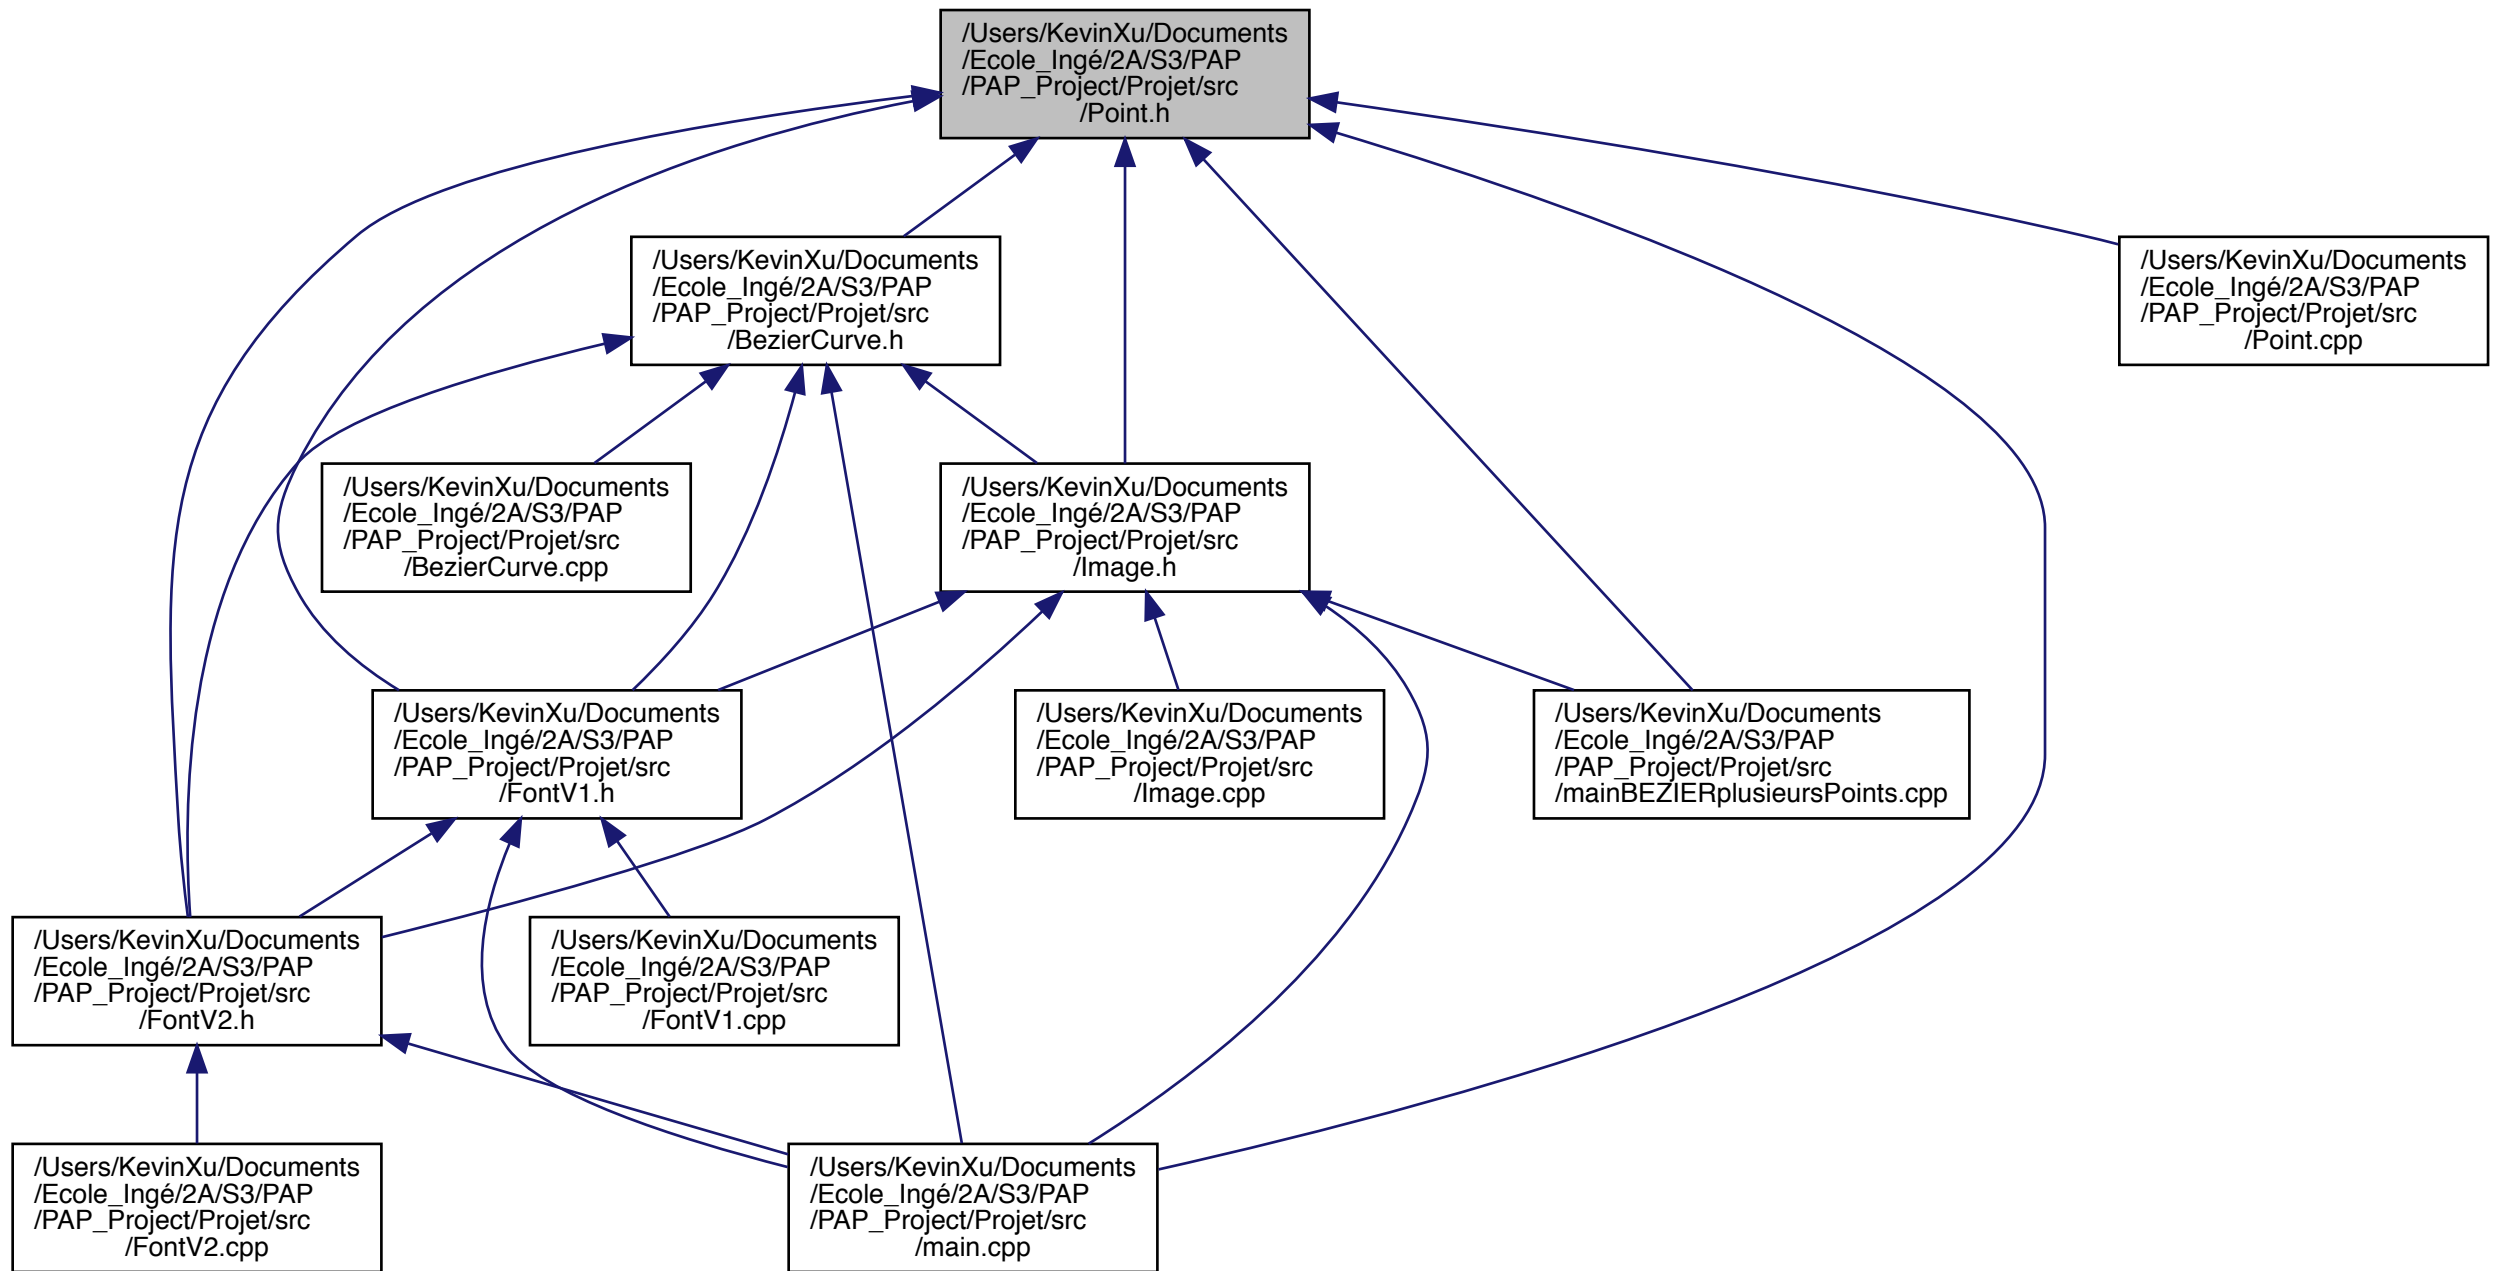 /Users/KevinXu/Documents
/Ecole_Ingé/2A/S3/PAP
/PAP_Project/Projet/src
/Point.h
/Users/KevinXu/Documents
/Ecole_Ingé/2A/S3/PAP
/PAP_Project/Projet/src
/BezierCurve.h
/Users/KevinXu/Documents
/Ecole_Ingé/2A/S3/PAP
/PAP_Project/Projet/src
/Point.cpp
/Users/KevinXu/Documents
/Ecole_Ingé/2A/S3/PAP
/PAP_Project/Projet/src
/BezierCurve.cpp
/Users/KevinXu/Documents
/Ecole_Ingé/2A/S3/PAP
/PAP_Project/Projet/src
/Image.h
/Users/KevinXu/Documents
/Ecole_Ingé/2A/S3/PAP
/PAP_Project/Projet/src
/FontV1.h
/Users/KevinXu/Documents
/Ecole_Ingé/2A/S3/PAP
/PAP_Project/Projet/src
/Image.cpp
/Users/KevinXu/Documents
/Ecole_Ingé/2A/S3/PAP
/PAP_Project/Projet/src
/mainBEZIERplusieursPoints.cpp
/Users/KevinXu/Documents
/Ecole_Ingé/2A/S3/PAP
/PAP_Project/Projet/src
/FontV2.h
/Users/KevinXu/Documents
/Ecole_Ingé/2A/S3/PAP
/PAP_Project/Projet/src
/FontV1.cpp
/Users/KevinXu/Documents
/Ecole_Ingé/2A/S3/PAP
/PAP_Project/Projet/src
/FontV2.cpp
/Users/KevinXu/Documents
/Ecole_Ingé/2A/S3/PAP
/PAP_Project/Projet/src
/main.cpp